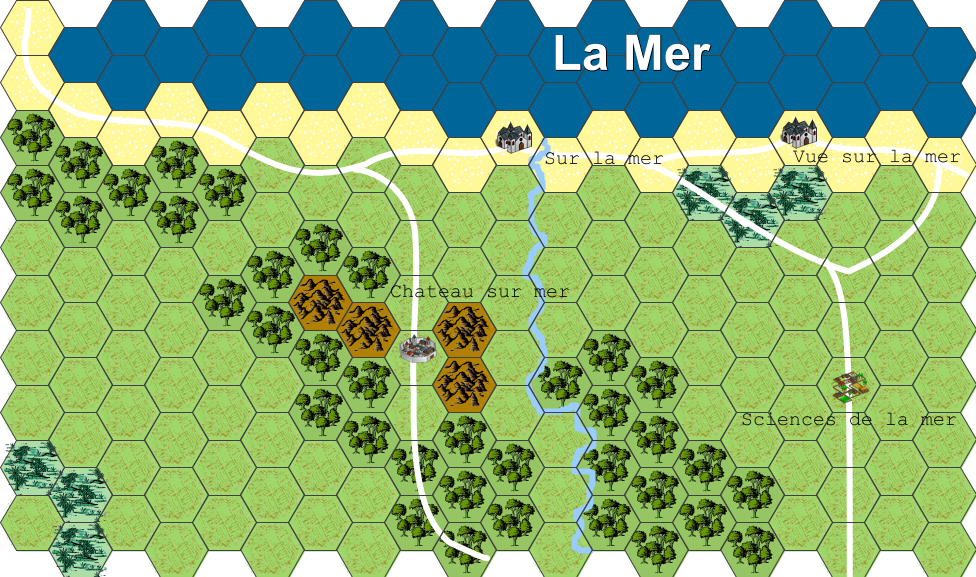 La Mer
Sur la mer
Vue sur la mer
Chateau sur mer
Sciences de la mer